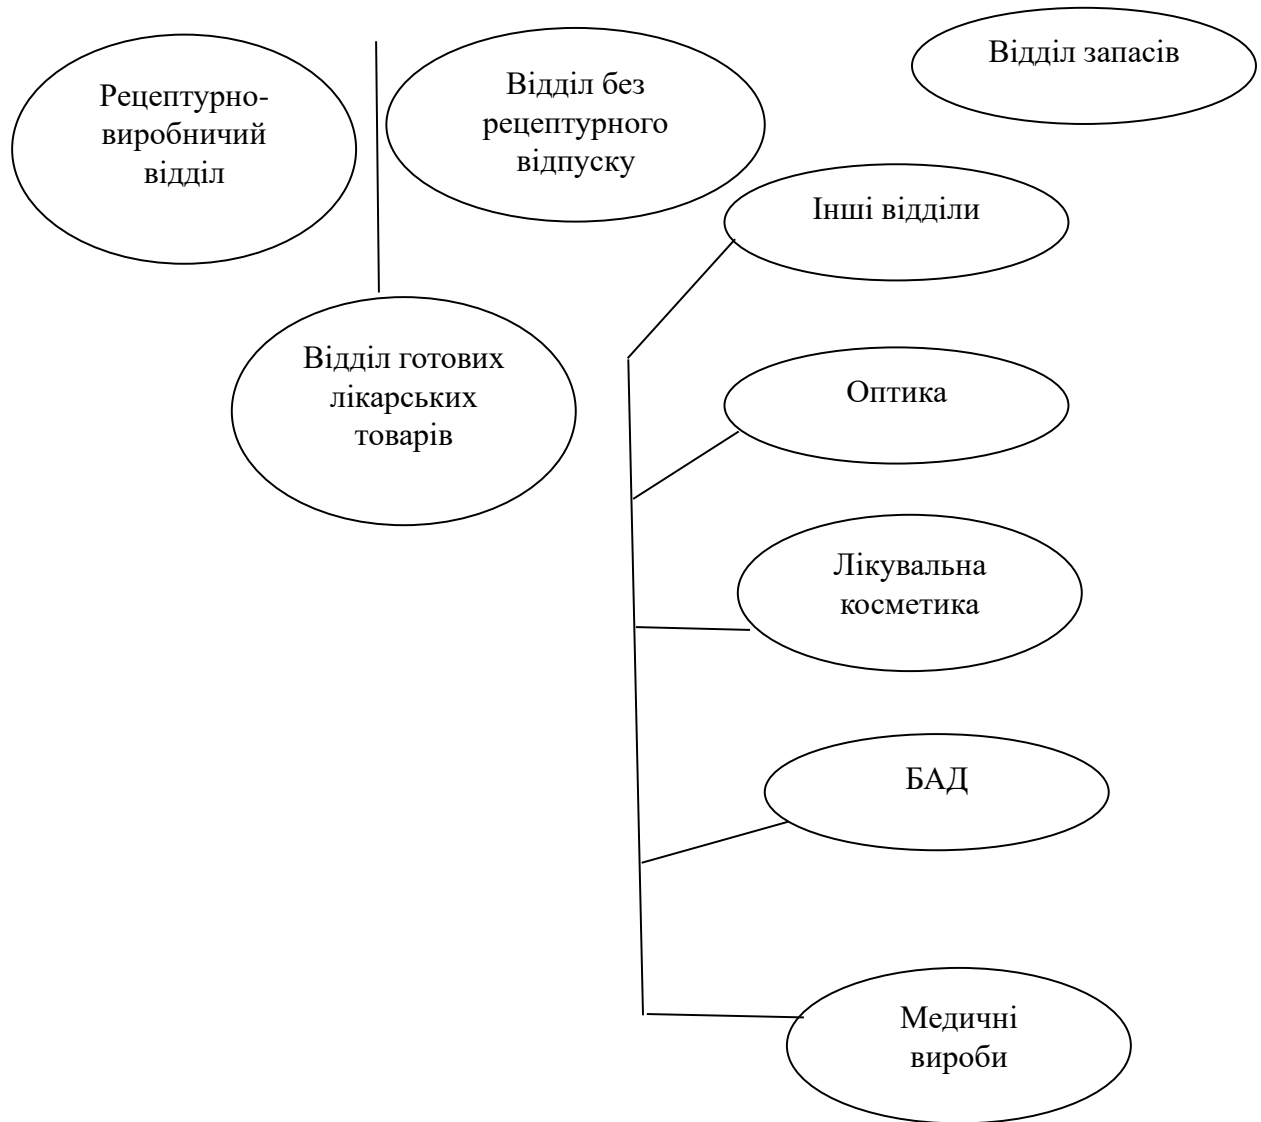 Рецептурно-
виробничий
відділ
Відділ без
рецептурного
відпуску
Відділ запасів
Інші відділи
Відділ готових
лікарських
товарів
Оптика
Лікувальна
косметика
БАД
Медичні
вироби